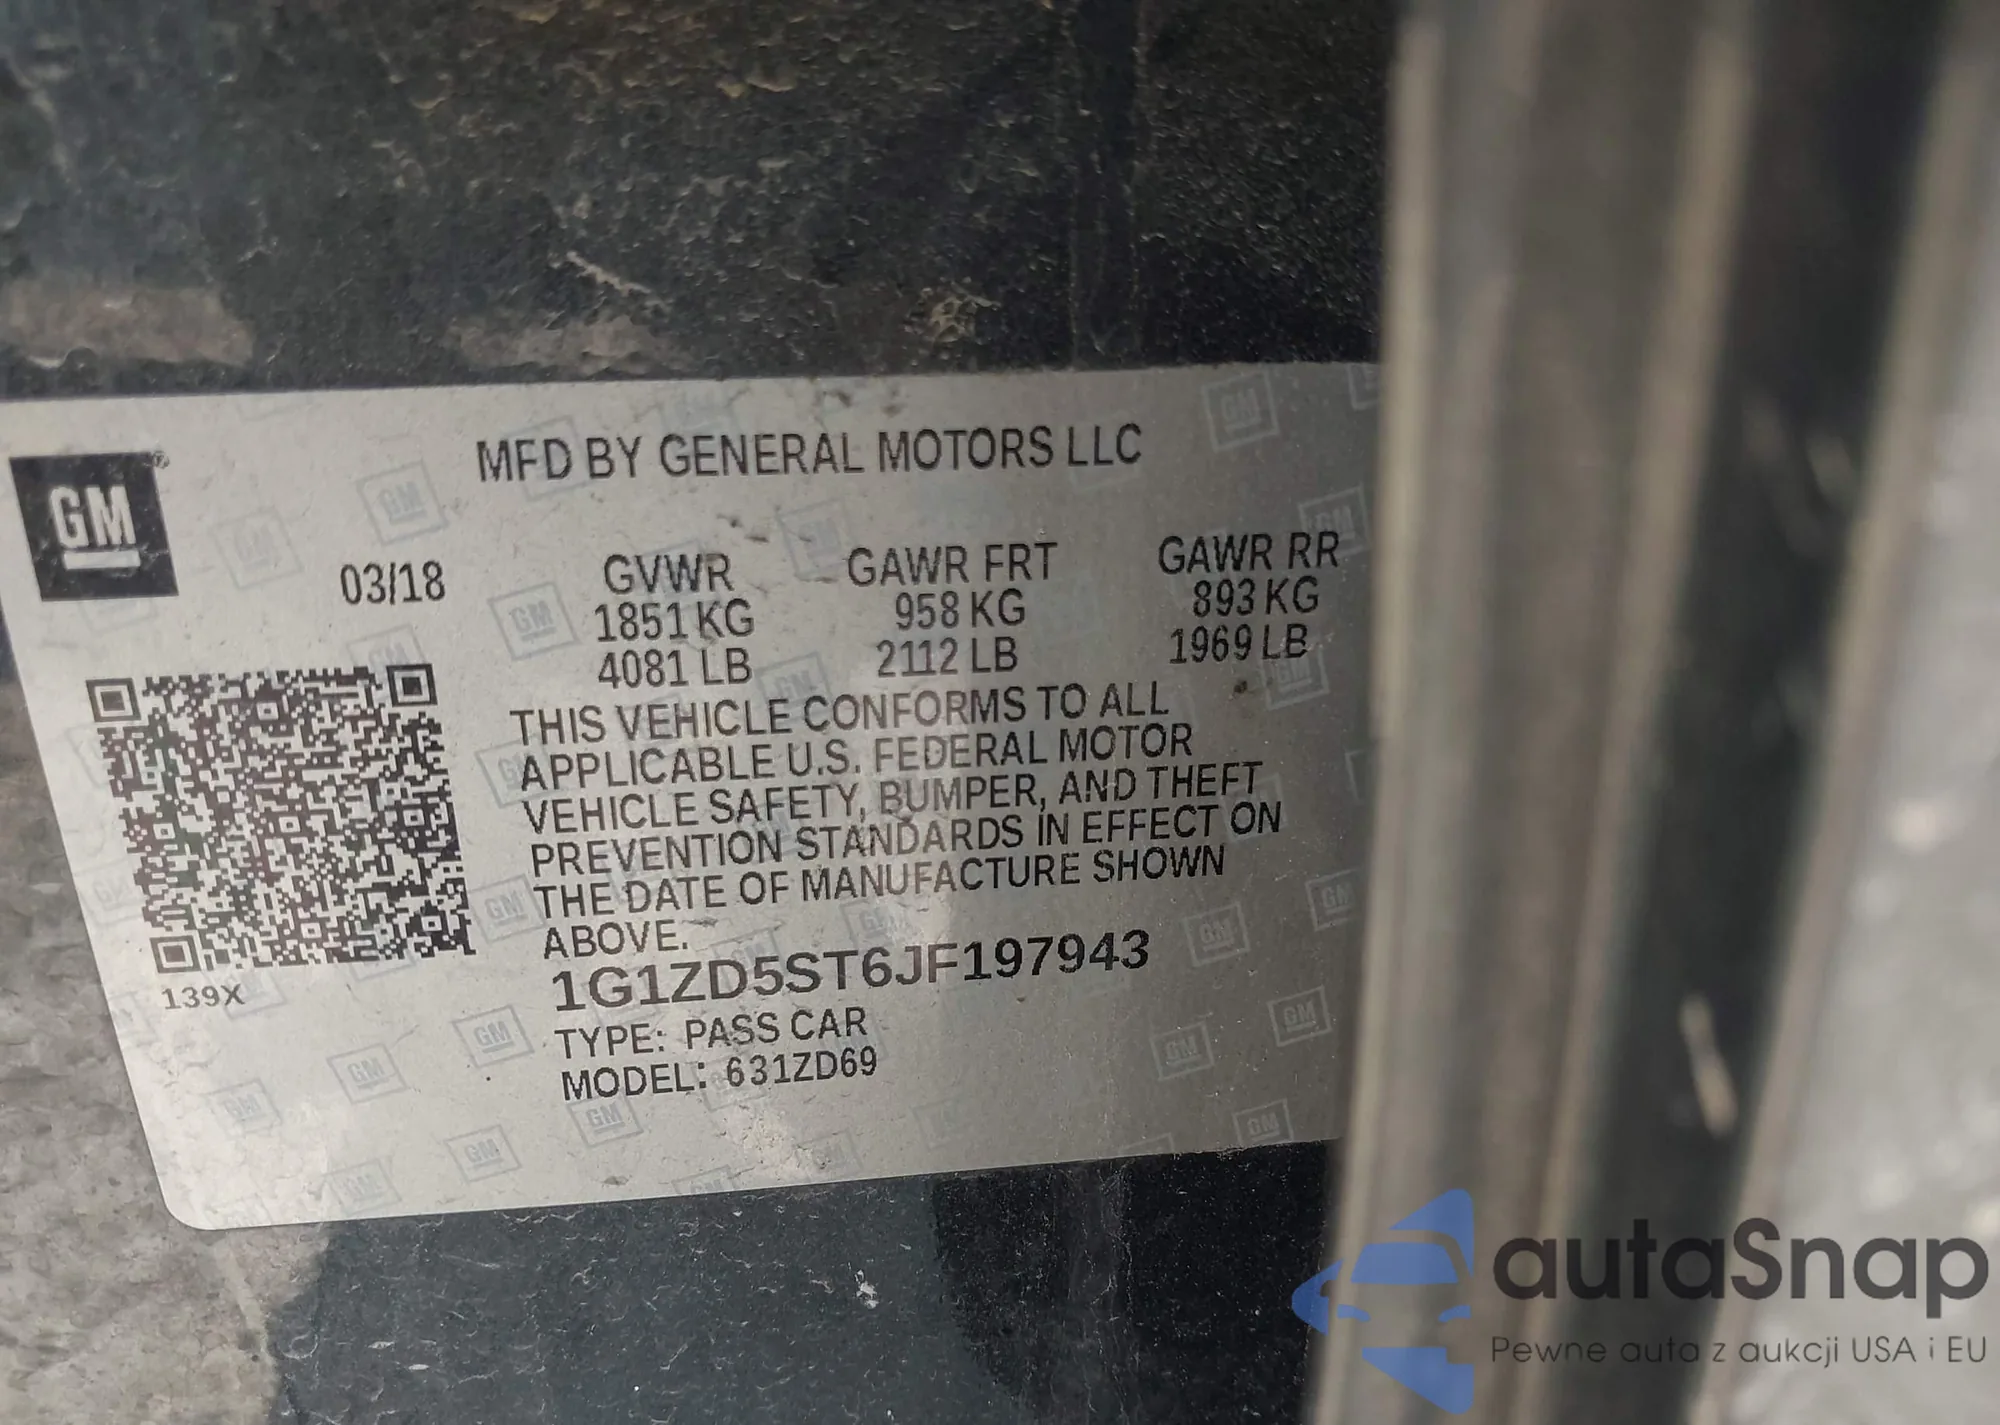 GM
MFD BY GENERAL MOTORS LLC
03/18
GVWR GAWR FRT GAWR RR
1851 KG 958 KG 893 KG
4081 LB 2112 LB 1969 LB
THIS VEHICLE CONFORMS TO ALL
APPLICABLE U.S. FEDERAL MOTOR
VEHICLE SAFETY, BUMPER, AND THEFT
PREVENTION STANDARDS IN EFFECT ON
THE DATE OF MANUFACTURE SHOWN
ABOVE.
139X
1G1ZD5ST6JF197943
TYPE: PASS CAR
MODEL: 631ZD69
autaSnap
Pewne auta z aukcji USA i EU